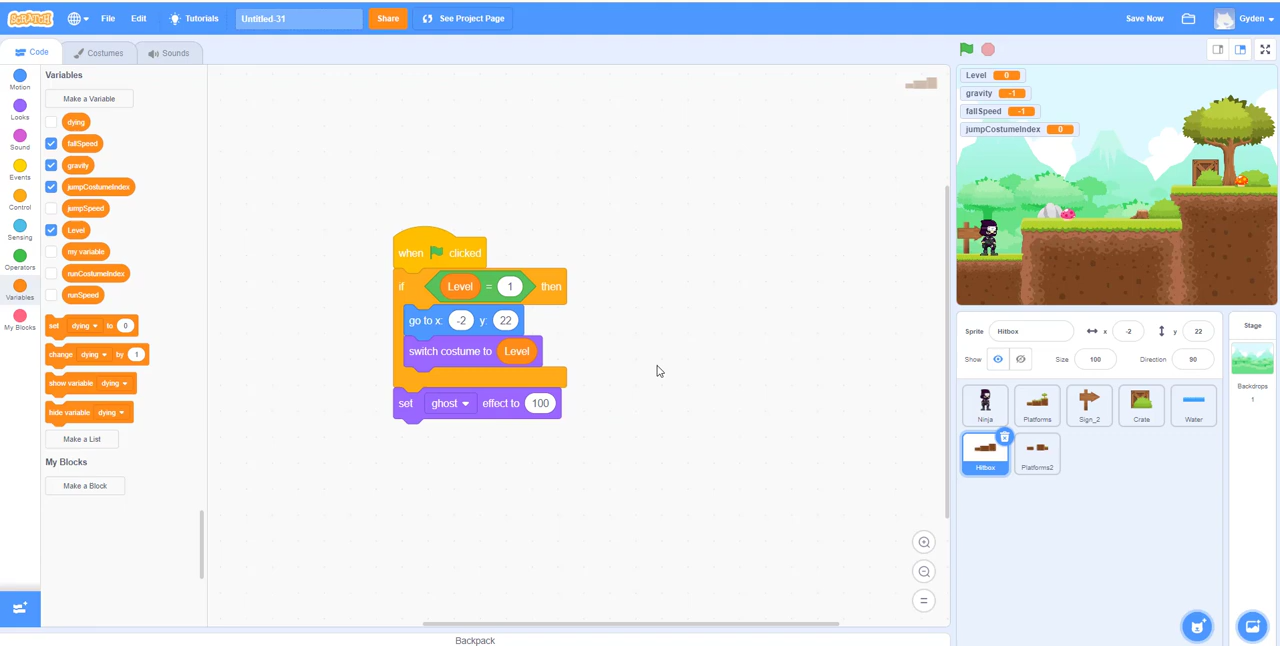 SCRATCH File Edit Tutorials Untitled-31 Share See Project Page Save Now Gyden
Code Costumes Sounds
Motion
Looks
Sound
Events
Control
Sensing
Operators
Variables
My Blocks
Variables
Make a Variable
dying
fallSpeed
gravity
jumpCostumeIndex
jumpSpeed
Level
my variable
runCostumeIndex
runSpeed
set dying to 0
change dying by 1
show variable dying
hide variable dying
Make a List
My Blocks
Make a Block
when clicked
if Level = 1 then
go to x: -2 y: 22
switch costume to Level
set ghost effect to 100
Backpack
Level 0
gravity -1
fallSpeed -1
jumpCostumeIndex 0
Sprite Hitbox x -2 y 22
Show Size 100 Direction 90
Ninja Platforms Sign_2 Crate Water
Hitbox Platforms2
Stage
Backdrops
1